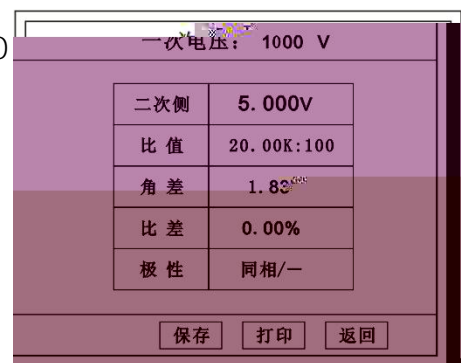 一次电压: 1000 V
二次侧 5.000V
比 值 20.00K:100
角 差
比 差 0.00%
极 性 同相/—
保存 打印 返回